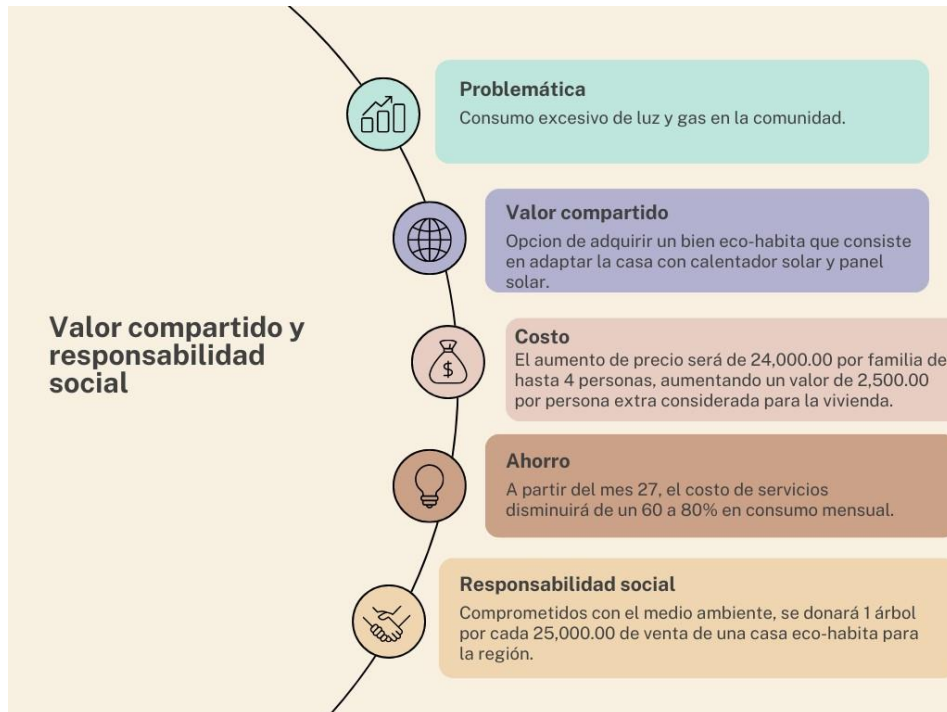 Valor compartido y
responsabilidad
social
Problemática
Consumo excesivo de luz y gas en la comunidad.
Valor compartido
Opcion de adquirir un bien eco-habita que consiste
en adaptar la casa con calentador solar y panel
solar.
$
Costo
El aumento de precio será de 24,000.00 por familia de
hasta 4 personas, aumentando un valor de 2,500.00
por persona extra considerada para la vivienda.
Ahorro
A partir del mes 27, el costo de servicios
disminuirá de un 60 a 80% en consumo mensual.
Responsabilidad social
Comprometidos con el medio ambiente, se donará 1 árbol
por cada 25,000.00 de venta de una casa eco-habita para
la región.